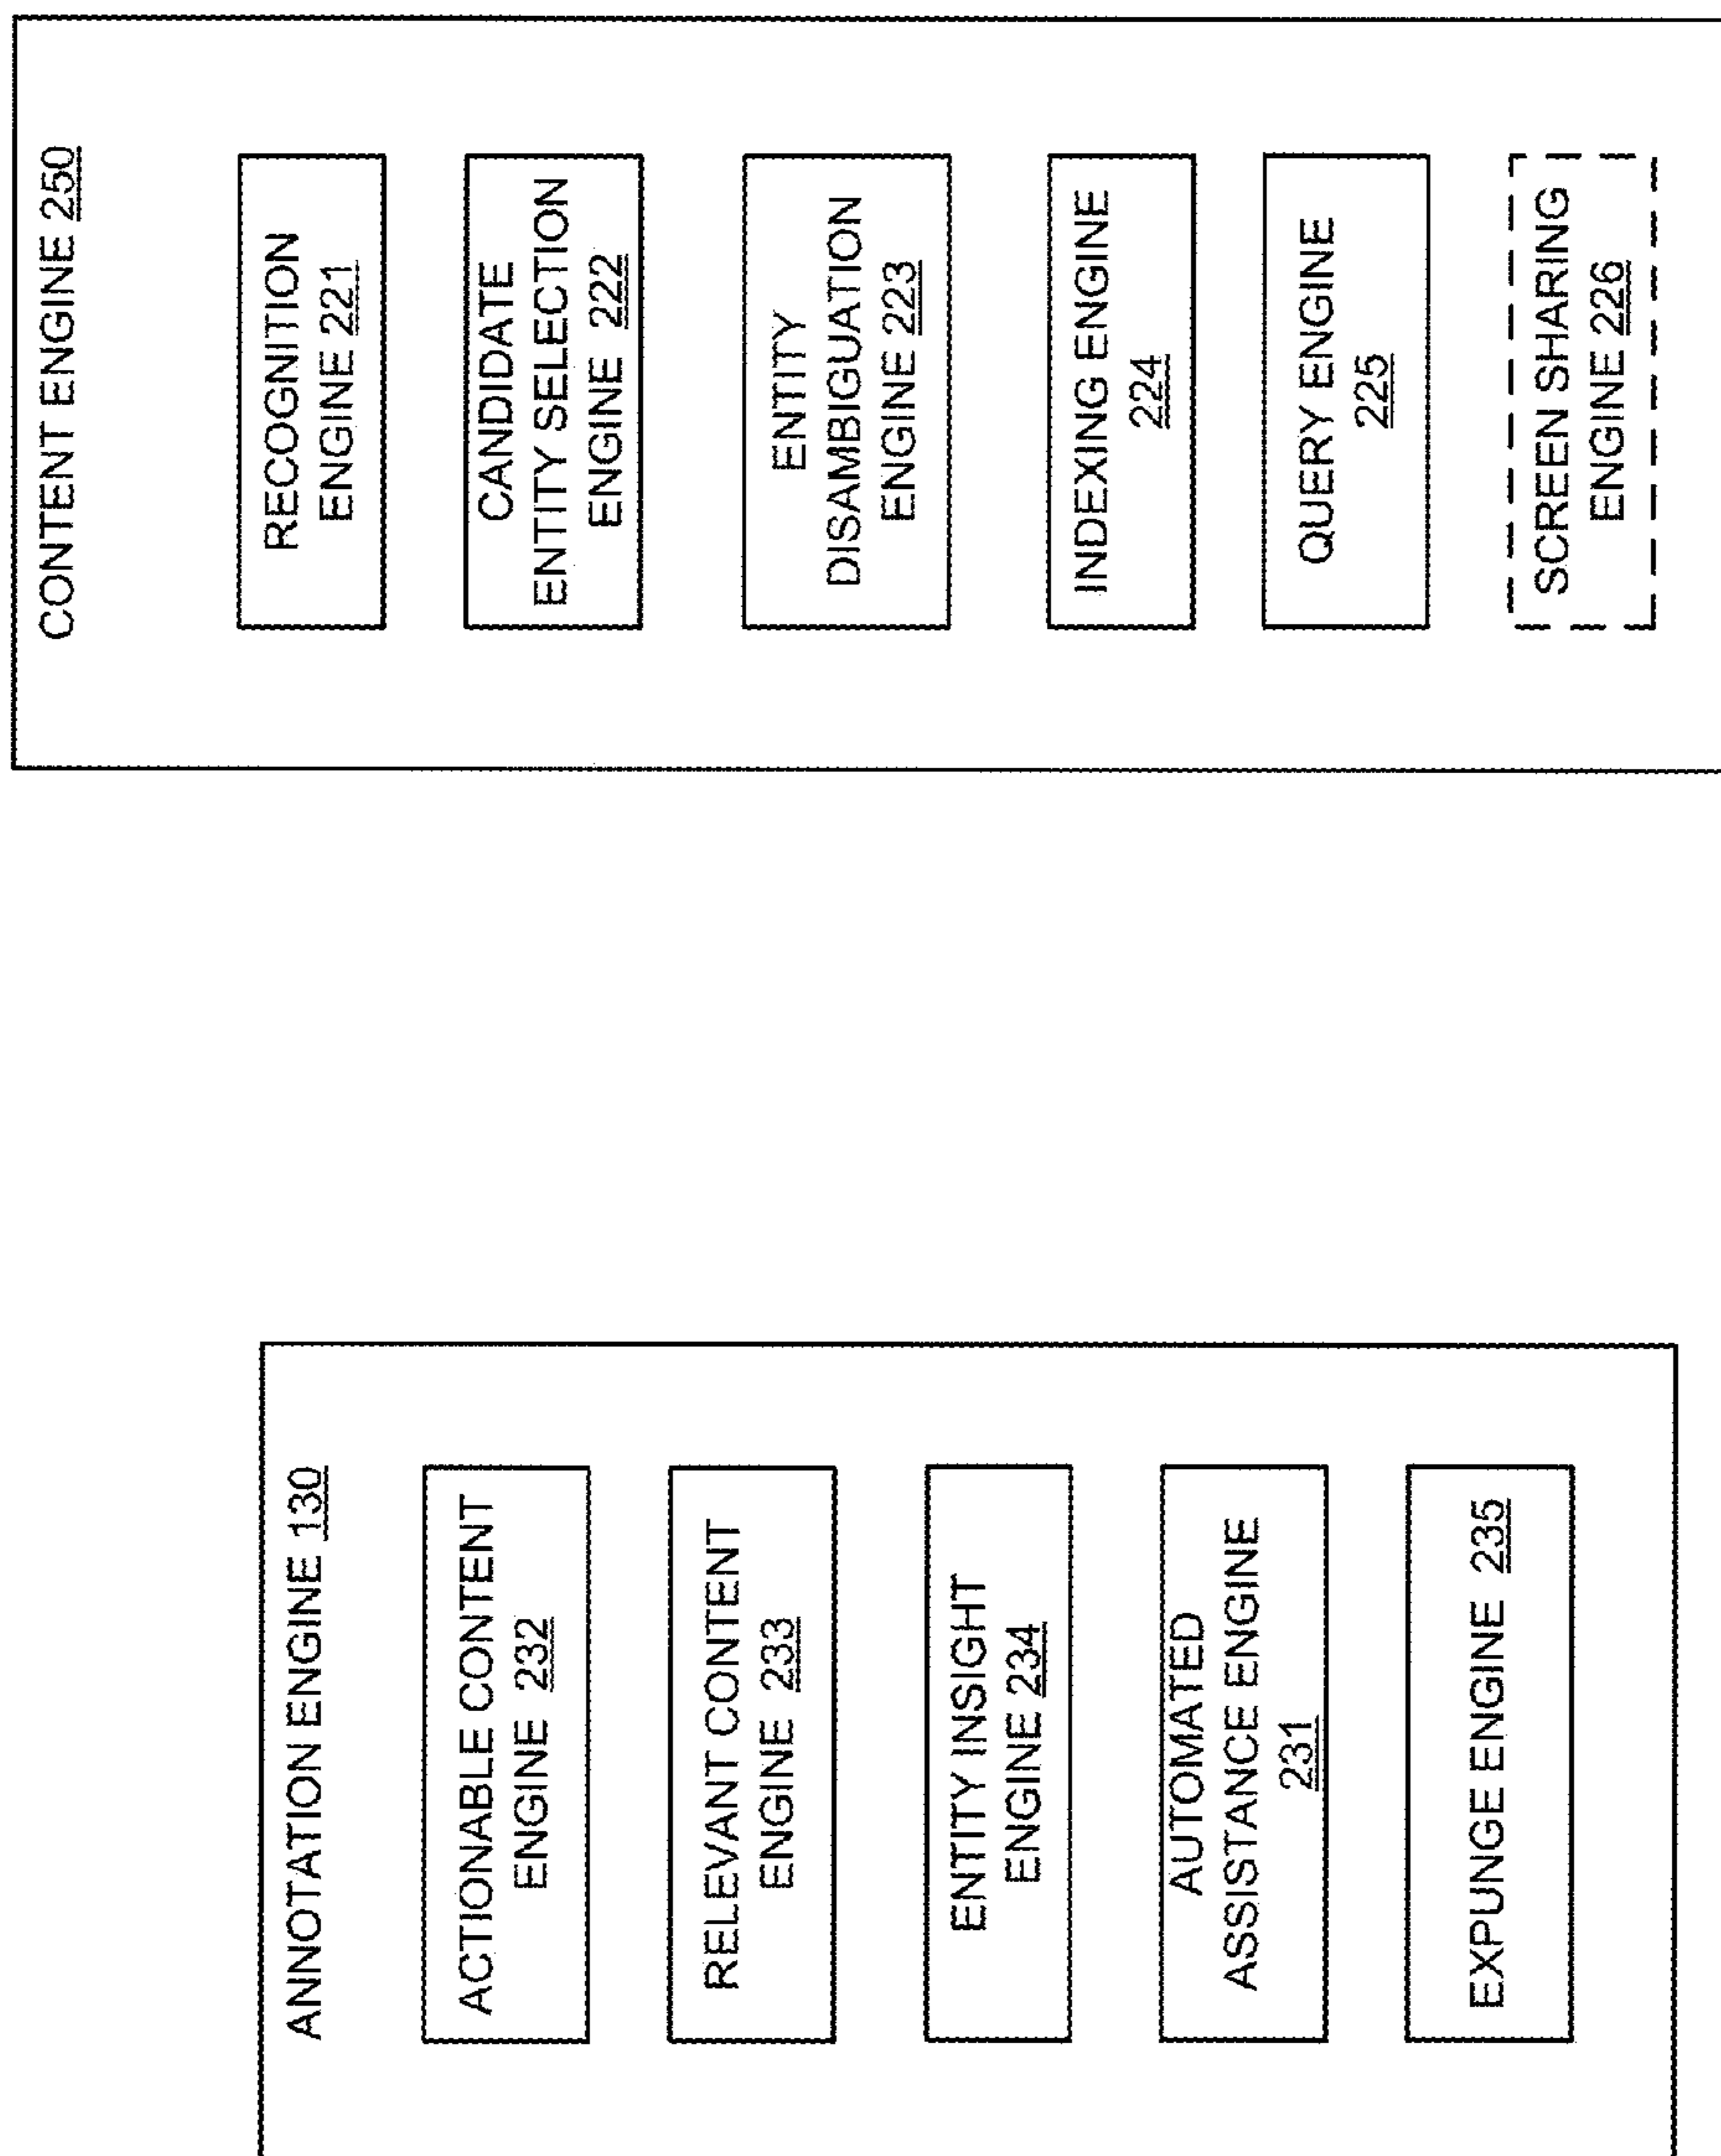 ANNOTATION ENGINE 130
ACTIONABLE CONTENT
ENGINE 232
RELEVANT CONTENT
ENGINE 233
ENTITY INSIGHT
ENGINE 234
AUTOMATED
ASSISTANCE ENGINE
231
EXPUNGE ENGINE 235
CONTENT ENGINE 250
RECOGNITION
ENGINE 221
CANDIDATE
ENTITY SELECTION
ENGINE 222
ENTITY
DISAMBIGUATION
ENGINE 223
INDEXING ENGINE
224
QUERY ENGINE
225
SCREEN SHARING
ENGINE 226